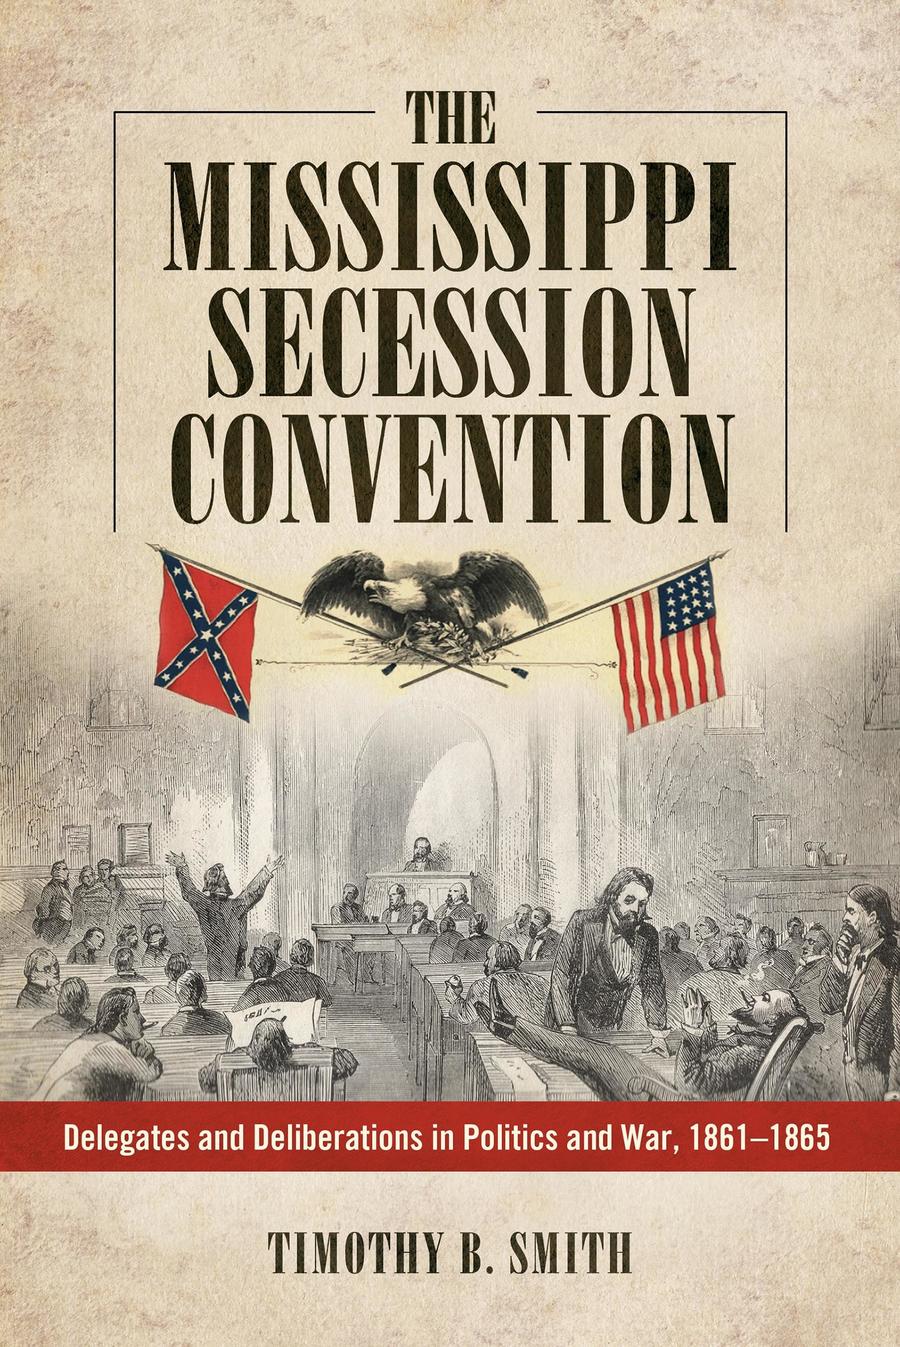 THE
MISSISSIPPI
SECESSION
CONVENTION
Delegates and Deliberations in Politics and War, 1861–1865
TIMOTHY B. SMITH